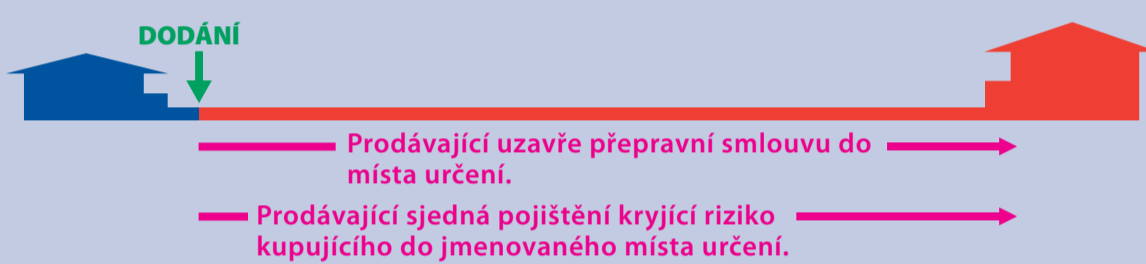 DODÁNÍ
Prodávající uzavře přepravní smlouvu do
místa určení.
Prodávající sjedná pojištění kryjící riziko
kupujícího do jmenovaného místa určení.